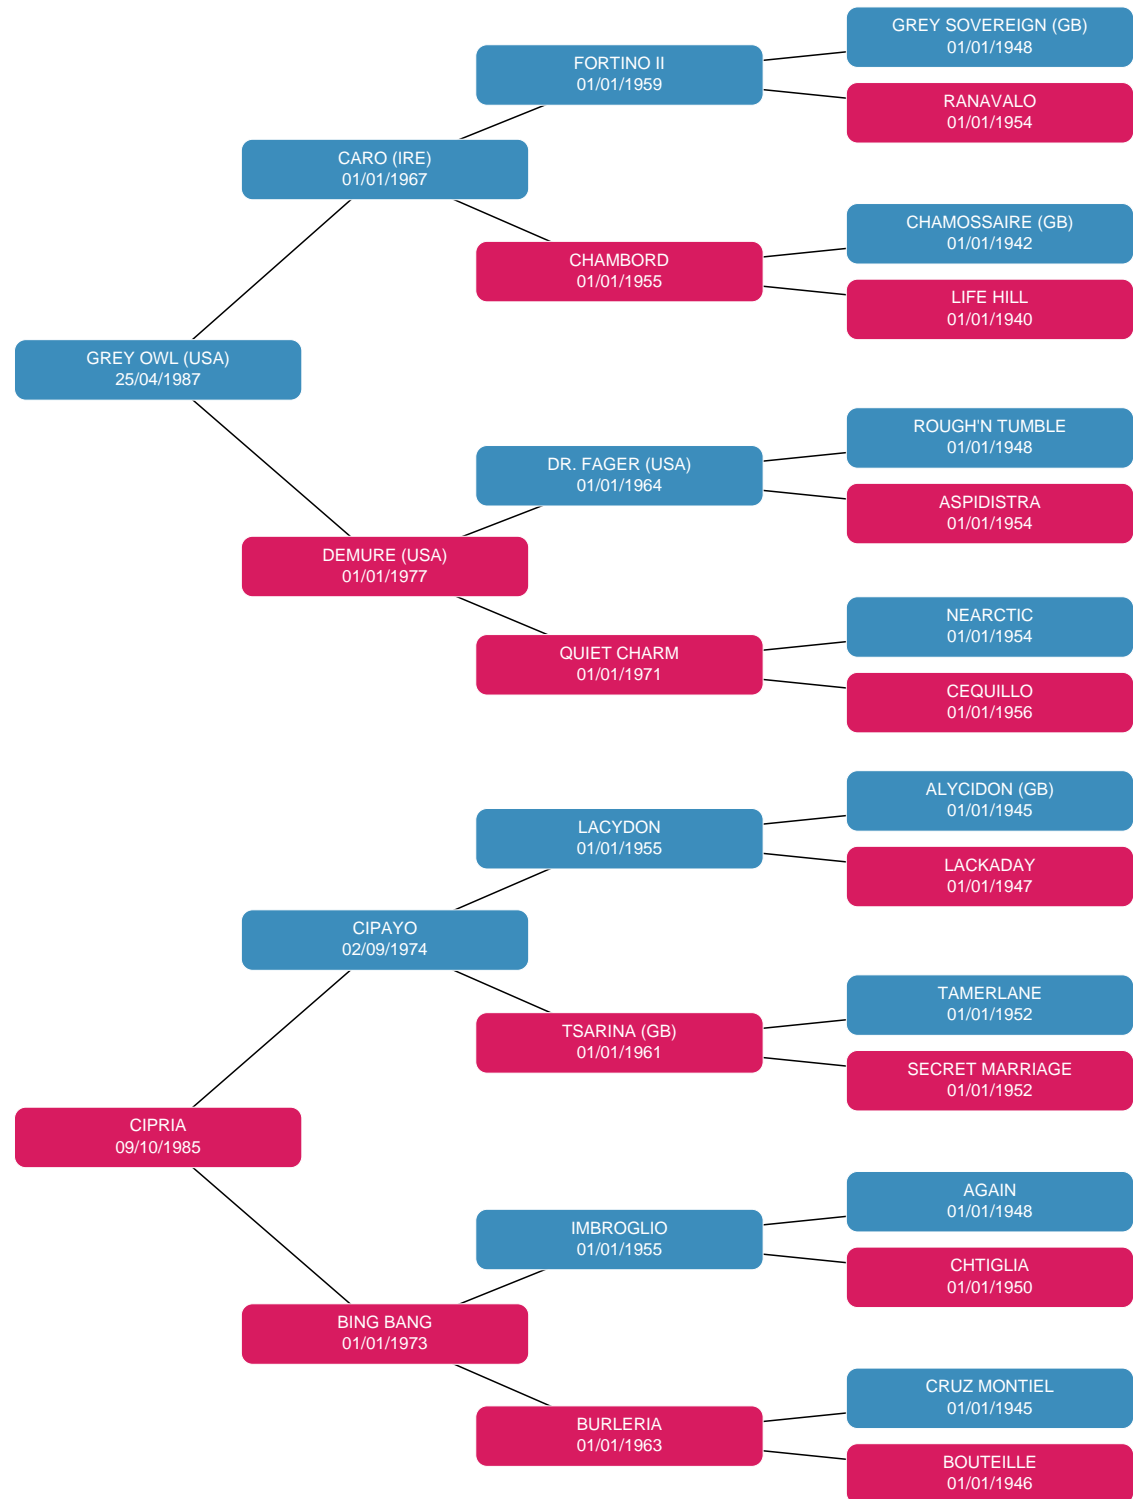 GREY SOVEREIGN (GB)
01/01/1948
FORTINO II
01/01/1959
RANAVALO
01/01/1954
CARO (IRE)
01/01/1967
CHAMOSSAIRE (GB)
01/01/1942
CHAMBORD
01/01/1955
LIFE HILL
01/01/1940
GREY OWL (USA)
25/04/1987
ROUGH'N TUMBLE
01/01/1948
DR. FAGER (USA)
01/01/1964
ASPIDISTRA
01/01/1954
DEMURE (USA)
01/01/1977
NEARCTIC
01/01/1954
QUIET CHARM
01/01/1971
CEQUILLO
01/01/1956
ALYCIDON (GB)
01/01/1945
LACYDON
01/01/1955
LACKADAY
01/01/1947
CIPAYO
02/09/1974
TAMERLANE
01/01/1952
TSARINA (GB)
01/01/1961
SECRET MARRIAGE
01/01/1952
CIPRIA
09/10/1985
AGAIN
01/01/1948
IMBROGLIO
01/01/1955
CHTIGLIA
01/01/1950
BING BANG
01/01/1973
CRUZ MONTIEL
01/01/1945
BURLERIA
01/01/1963
BOUTEILLE
01/01/1946